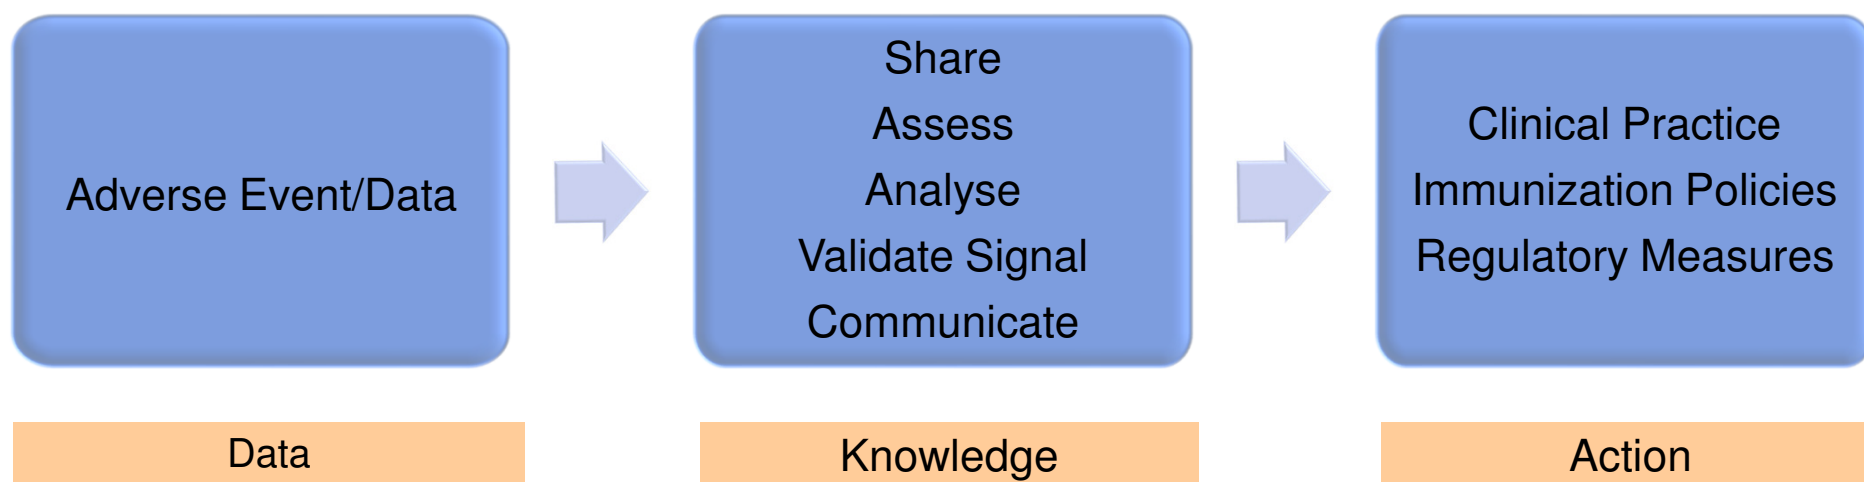 Adverse Event/Data
Share
Assess
Analyse
Validate Signal
Communicate
Clinical Practice
Immunization Policies
Regulatory Measures
Data
Knowledge
Action